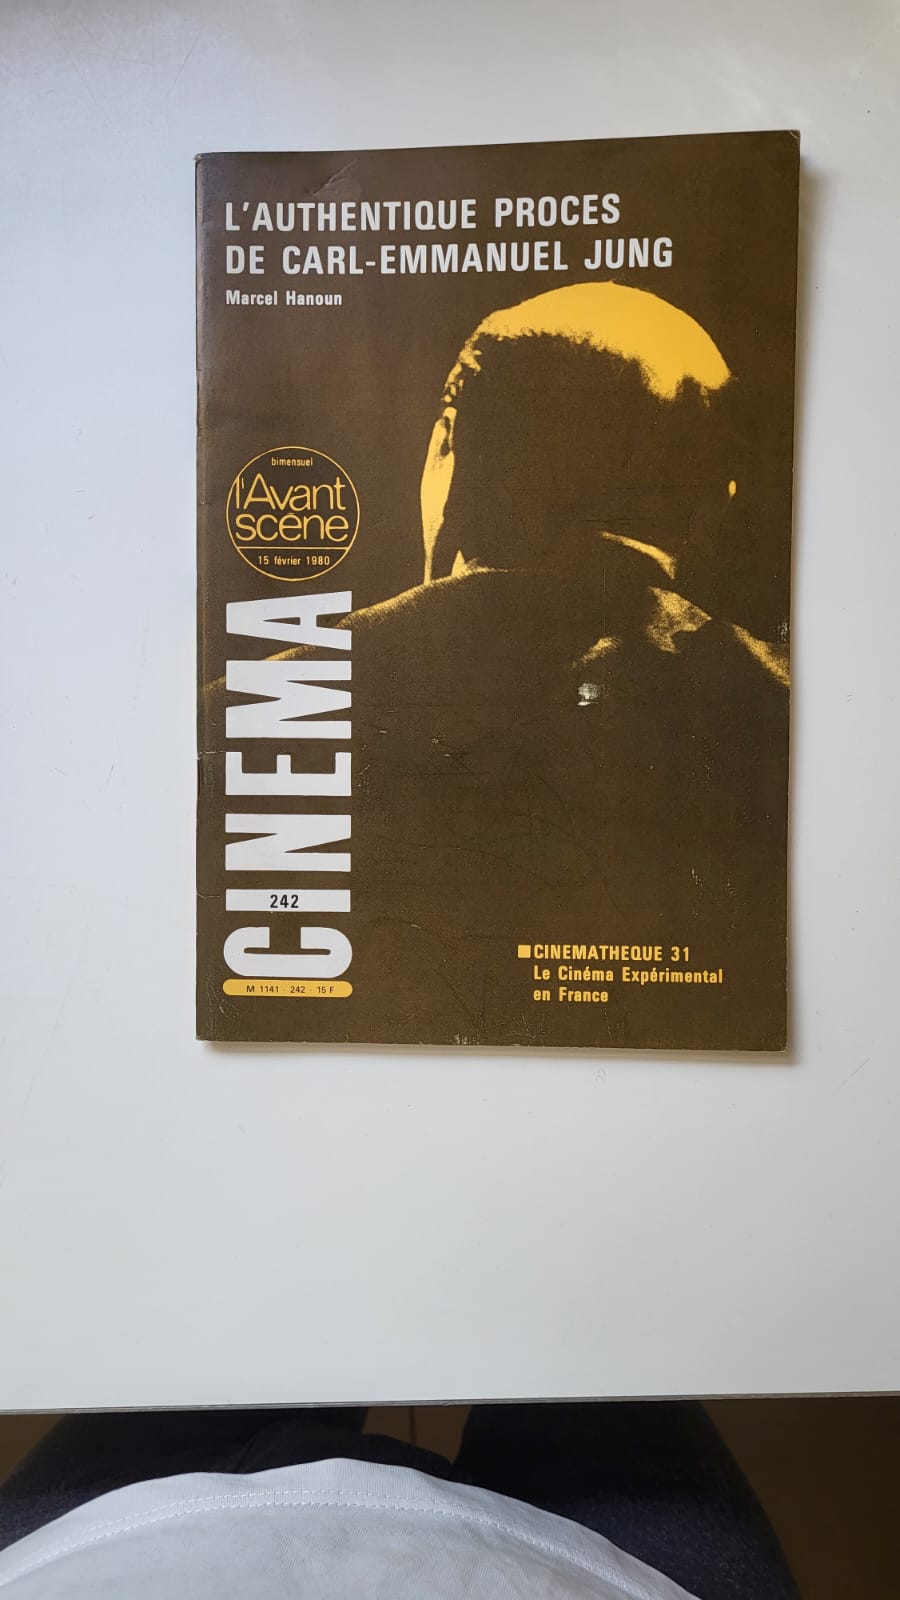 L'AUTHENTIQUE PROCES
DE CARL-EMMANUEL JUNG
Marcel Hanoun
bimensuel
l'Avant
scène
15 février 1980
CINEMA
242
M 1141 - 242 - 15 F
CINEMATHEQUE 31
Le Cinéma Expérimental
en France